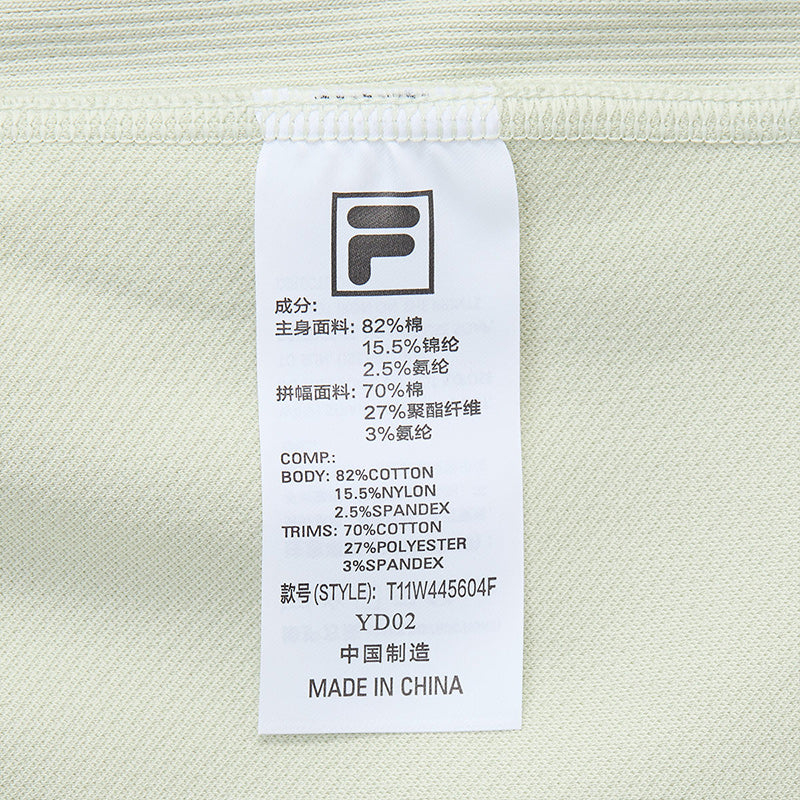 F
成分:
主身面料: 82%棉
15.5%锦纶
2.5%氨纶
拼幅面料: 70%棉
27%聚酯纤维
3%氨纶
COMP.:
BODY: 82%COTTON
15.5%NYLON
2.5%SPANDEX
TRIMS: 70%COTTON
27%POLYESTER
3%SPANDEX
款号(STYLE): T11W445604F
YD02
中国制造
MADE IN CHINA